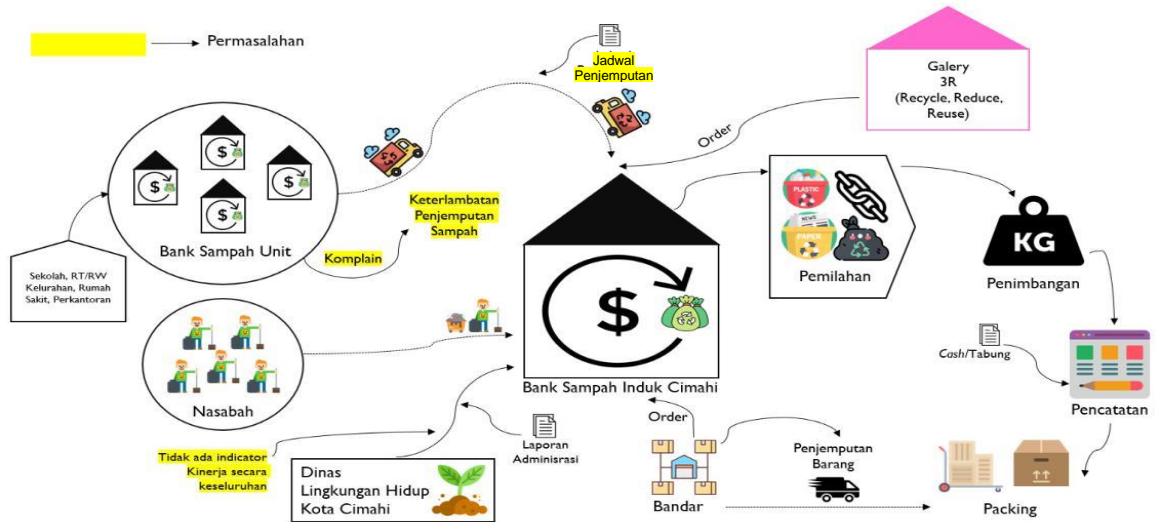 Permasalahan
Jadwal
Penjemputan
Galery
3R
(Recycle, Reduce,
Reuse)
Order
$
$
$
$
Bank Sampah Unit
Keterlambatan
Penjemputan
Sampah
Komplain
Sekolah, RT/RW
Kelurahan, Rumah
Sakit, Perkantoran
PLASTIC
NEWS
PAPER
Pemilahan
KG
Penimbangan
$
Bank Sampah Induk Cimahi
Nasabah
Cash/Tabung
Pencatatan
Order
Laporan
Adminisrasi
Tidak ada indicator
Kinerja secara
keseluruhan
Dinas
Lingkungan Hidup
Kota Cimahi
Bandar
Penjemputan
Barang
Packing